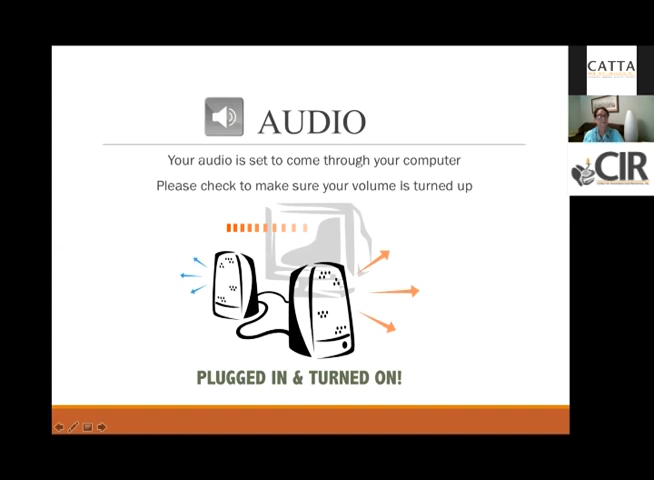 AUDIO
Your audio is set to come through your computer
Please check to make sure your volume is turned up
PLUGGED IN & TURNED ON!
CATTA
CIR